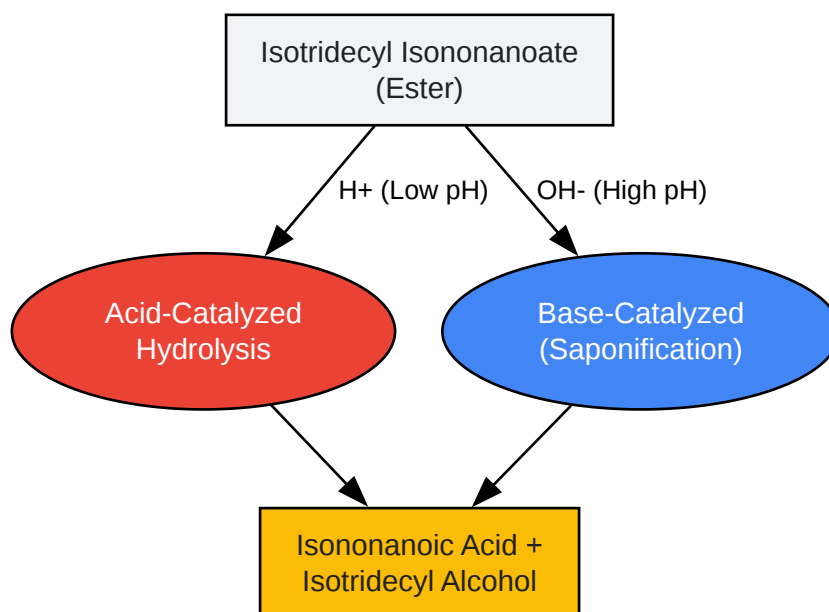 Isotridecyl Isononanoate
(Ester)
H+ (Low pH)
OH- (High pH)
Acid-Catalyzed
Hydrolysis
Base-Catalyzed
(Saponification)
Isononanoic Acid +
Isotridecyl Alcohol